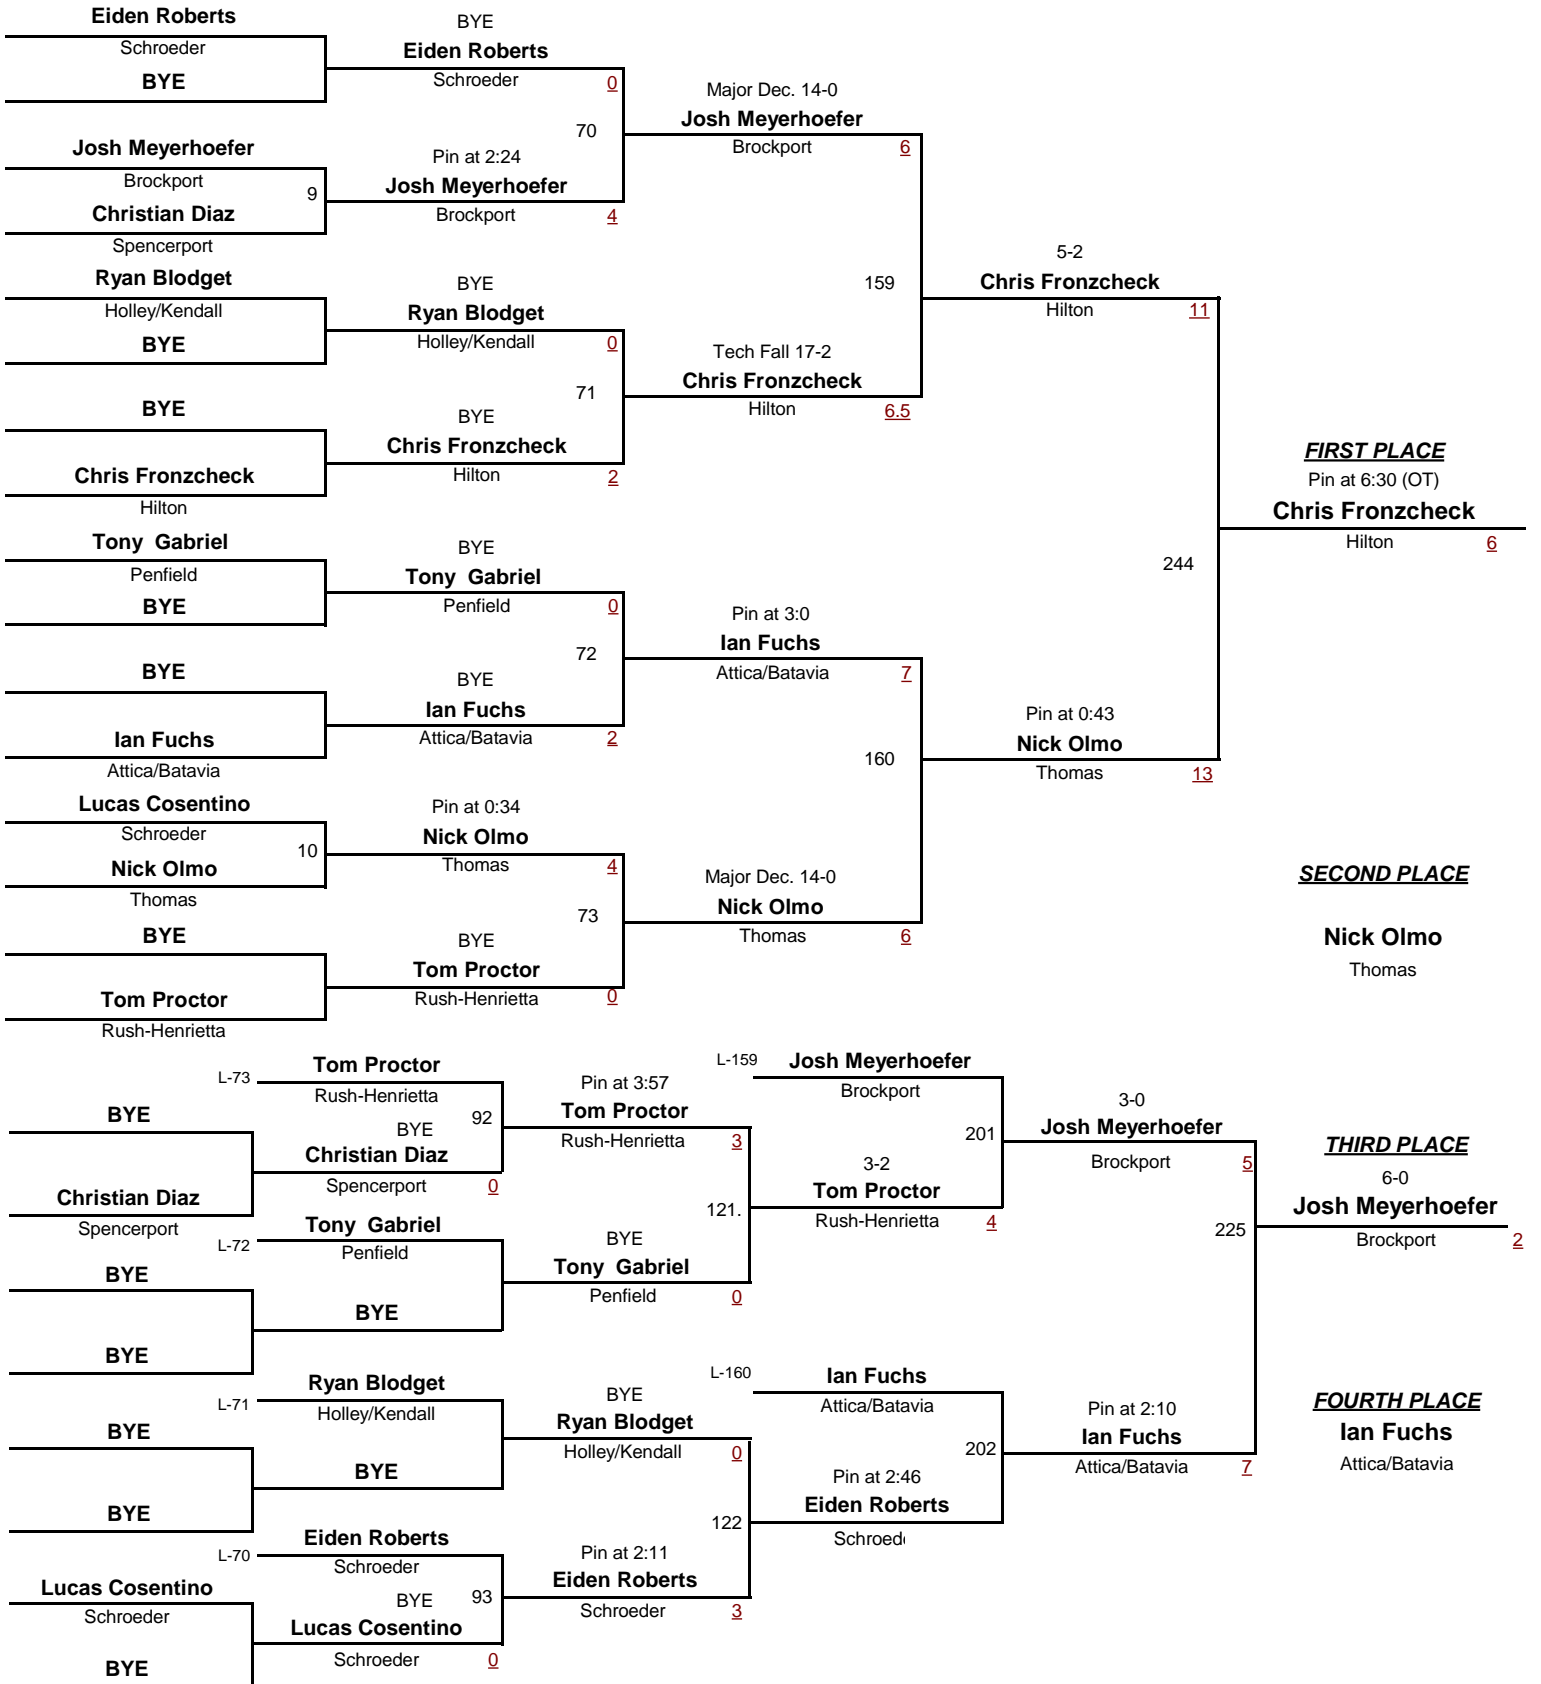 Eiden Roberts
Schroeder
BYE
Josh Meyerhoefer
Brockport
9
Christian Diaz
Spencerport
Ryan Blodget
Holley/Kendall
BYE
BYE
Chris Fronzcheck
Hilton
Tony  Gabriel
Penfield
BYE
BYE
Ian Fuchs
Attica/Batavia
Lucas Cosentino
Schroeder
10
Nick Olmo
Thomas
BYE
Tom Proctor
Rush-Henrietta
BYE
Eiden Roberts
Schroeder
0
70
Pin at 2:24
Josh Meyerhoefer
Brockport
4
BYE
Ryan Blodget
Holley/Kendall
0
71
BYE
Chris Fronzcheck
Hilton
2
BYE
Tony  Gabriel
Penfield
0
72
BYE
Ian Fuchs
Attica/Batavia
2
Pin at 0:34
Nick Olmo
Thomas
4
73
BYE
Tom Proctor
Rush-Henrietta
0
Major Dec. 14-0
Josh Meyerhoefer
Brockport
6
159
Tech Fall 17-2
Chris Fronzcheck
Hilton
6.5
Pin at 3:0
Ian Fuchs
Attica/Batavia
7
160
Major Dec. 14-0
Nick Olmo
Thomas
6
5-2
Chris Fronzcheck
Hilton
11
244
Pin at 0:43
Nick Olmo
Thomas
13
FIRST PLACE
Pin at 6:30 (OT)
Chris Fronzcheck
Hilton
6
SECOND PLACE
Nick Olmo
Thomas
BYE
Christian Diaz
Spencerport
BYE
BYE
BYE
BYE
Lucas Cosentino
Schroeder
BYE
L-73
Tom Proctor
Rush-Henrietta
92
BYE
Christian Diaz
Spencerport
0
L-72
Tony  Gabriel
Penfield
BYE
L-71
Ryan Blodget
Holley/Kendall
BYE
L-70
Eiden Roberts
Schroeder
93
BYE
Lucas Cosentino
Schroeder
0
Pin at 3:57
Tom Proctor
Rush-Henrietta
3
121.
BYE
Tony  Gabriel
Penfield
0
BYE
Ryan Blodget
Holley/Kendall
0
122
Pin at 2:11
Eiden Roberts
Schroeder
3
L-159
Josh Meyerhoefer
Brockport
201
3-2
Tom Proctor
Rush-Henrietta
4
L-160
Ian Fuchs
Attica/Batavia
202
Pin at 2:46
Eiden Roberts
Schroed
3-0
Josh Meyerhoefer
Brockport
5
225
Pin at 2:10
Ian Fuchs
Attica/Batavia
7
THIRD PLACE
6-0
Josh Meyerhoefer
Brockport
2
FOURTH PLACE
Ian Fuchs
Attica/Batavia